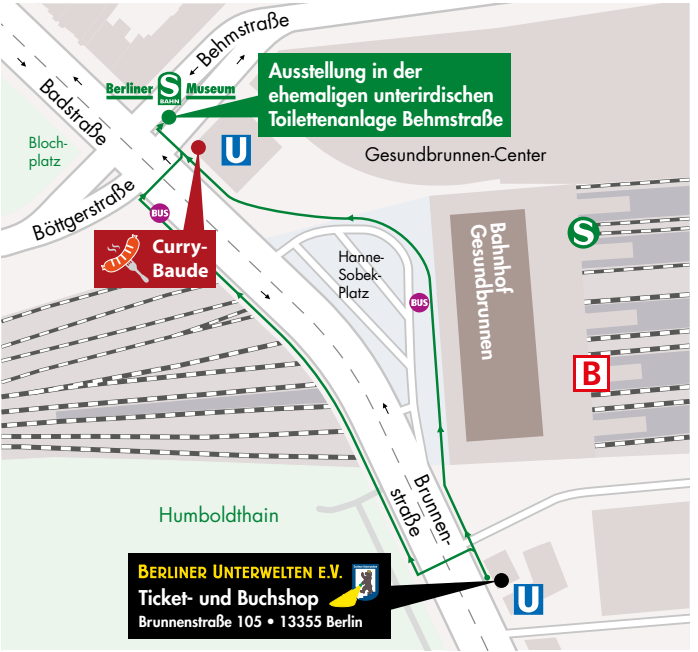 Behmstraße
Badstraße
Berliner S Museum
BAHN
Ausstellung in der
ehemaligen unterirdischen
Toilettenanlage Behmstraße
Bloch-
platz
U
Gesundbrunnen-Center
Böttgerstraße
BUS
Curry-
Baude
Hanne-
Sobek-
Platz
BUS
Bahnhof
Gesundbrunnen
S
B
Brunnen-
straße
Humboldthain
BERLINER UNTERWELTEN E.V.
Ticket- und Buchshop
Brunnenstraße 105 • 13355 Berlin
U